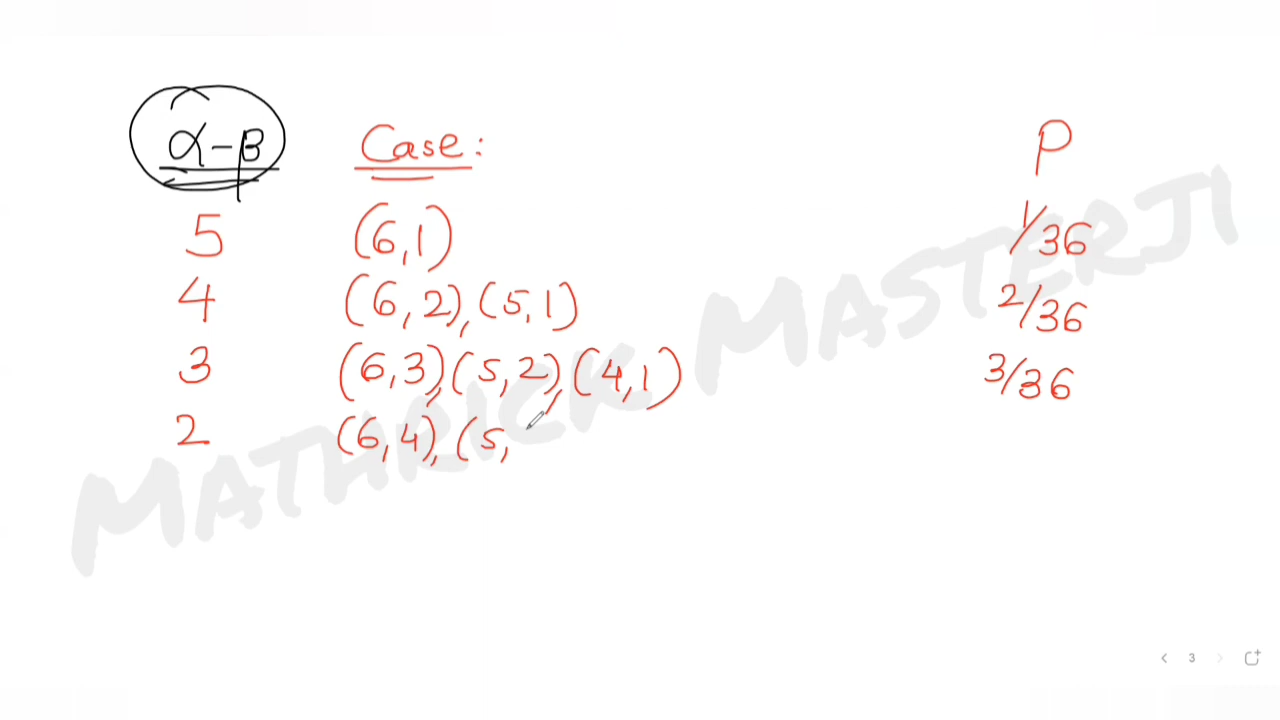 α-β Case: P
5 (6,1) 1/36
4 (6,2),(5,1) 2/36
3 (6,3),(5,2),(4,1) 3/36
2 (6,4),(5,
MATHRICK MASTERJI
< 3 >